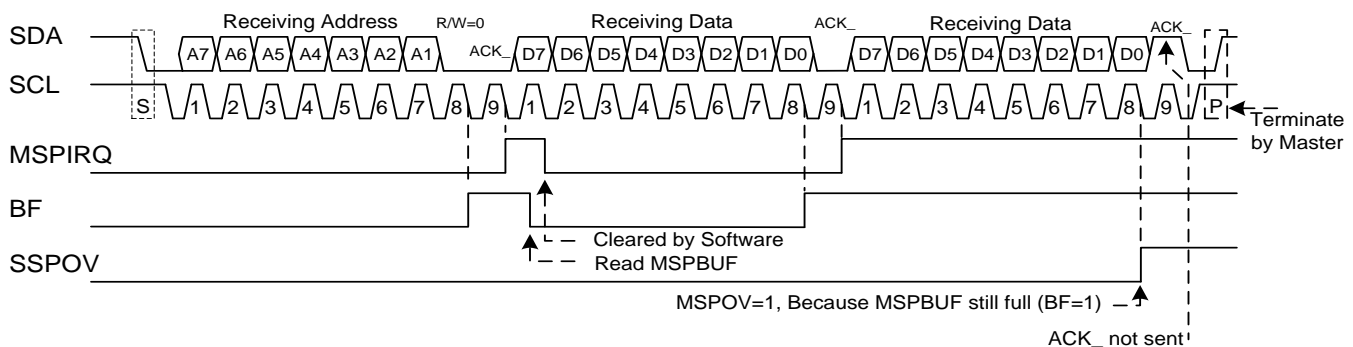 Receiving Address R/W=0 Receiving Data ACK_ Receiving Data ACK_
SDA A7 A6 A5 A4 A3 A2 A1 ACK_ D7 D6 D5 D4 D3 D2 D1 D0 D7 D6 D5 D4 D3 D2 D1 D0
SCL S 1 2 3 4 5 6 7 8 9 1 2 3 4 5 6 7 8 9 1 2 3 4 5 6 7 8 9 P
Terminate
by Master
MSPIRQ
BF
Cleared by Software
Read MSPBUF
SSPOV
MSPOV=1, Because MSPBUF still full (BF=1)
ACK_ not sent